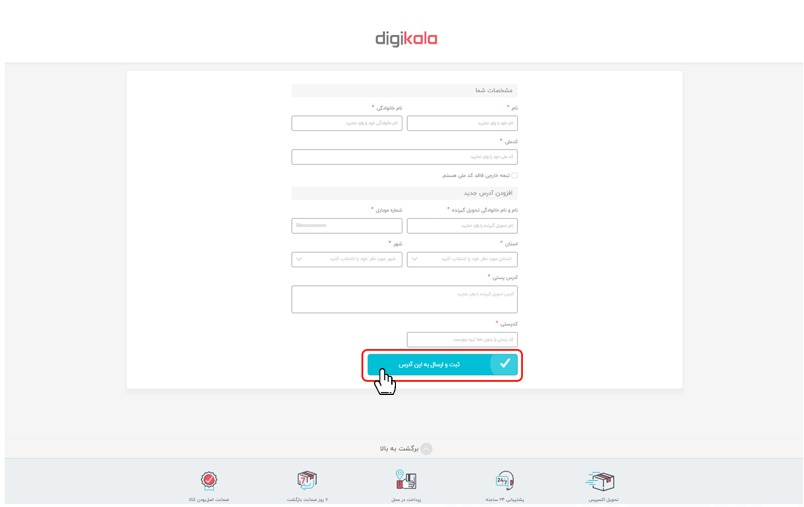 digikala
مشخصات شما
نام *
نام خانوادگی *
نام خود را وارد نمایید
نام خانوادگی خود را وارد نمایید
کدملی *
کد ملی خود را وارد نمایید
تبعه خارجی فاقد کد ملی هستم.
افزودن آدرس جدید
نام و نام خانوادگی تحویل گیرنده *
شماره موبایل *
نام تحویل گیرنده را وارد نمایید
استان *
شهر *
استان مورد نظر خود را انتخاب کنید
شهر مورد نظر خود را انتخاب کنید
آدرس پستی *
آدرس تحویل گیرنده را وارد نمایید
کدپستی *
کد پستی را بدون خط تیره بنویسید
ثبت و ارسال به این آدرس
برگشت به بالا
24/7
7
تحویل اکسپرس
پشتیبانی ۲۴ ساعته
پرداخت در محل
۷ روز ضمانت بازگشت
ضمانت اصل‌بودن کالا